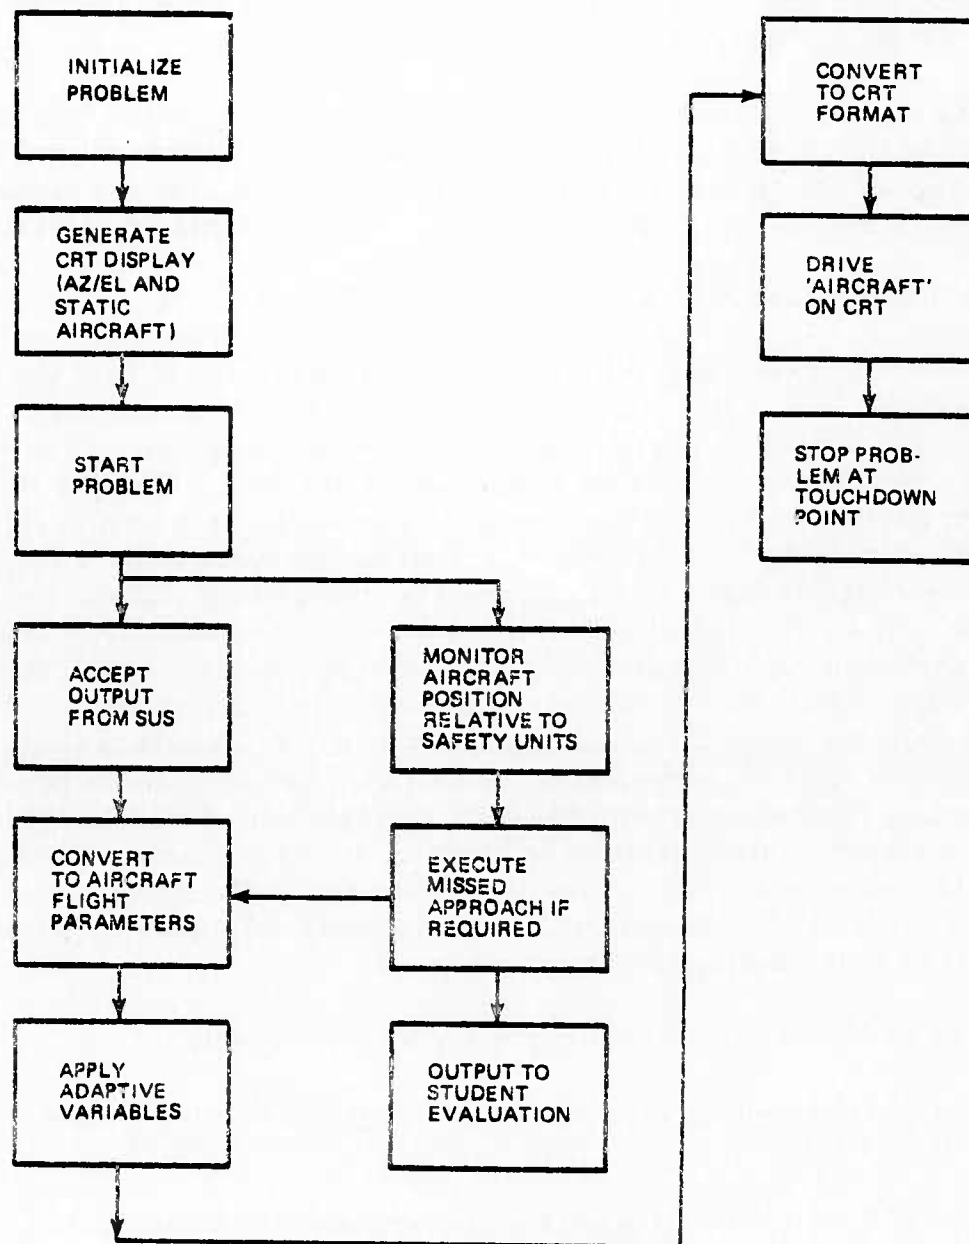 INITIALIZE
PROBLEM
GENERATE
CRT DISPLAY
(AZ/EL AND
STATIC
AIRCRAFT)
START
PROBLEM
ACCEPT
OUTPUT
FROM SUS
CONVERT
TO AIRCRAFT
FLIGHT
PARAMETERS
APPLY
ADAPTIVE
VARIABLES
MONITOR
AIRCRAFT
POSITION
RELATIVE TO
SAFETY UNITS
EXECUTE
MISSED
APPROACH IF
REQUIRED
OUTPUT TO
STUDENT
EVALUATION
CONVERT
TO CRT
FORMAT
DRIVE
'AIRCRAFT'
ON CRT
STOP PROB-
LEM AT
TOUCHDOWN
POINT